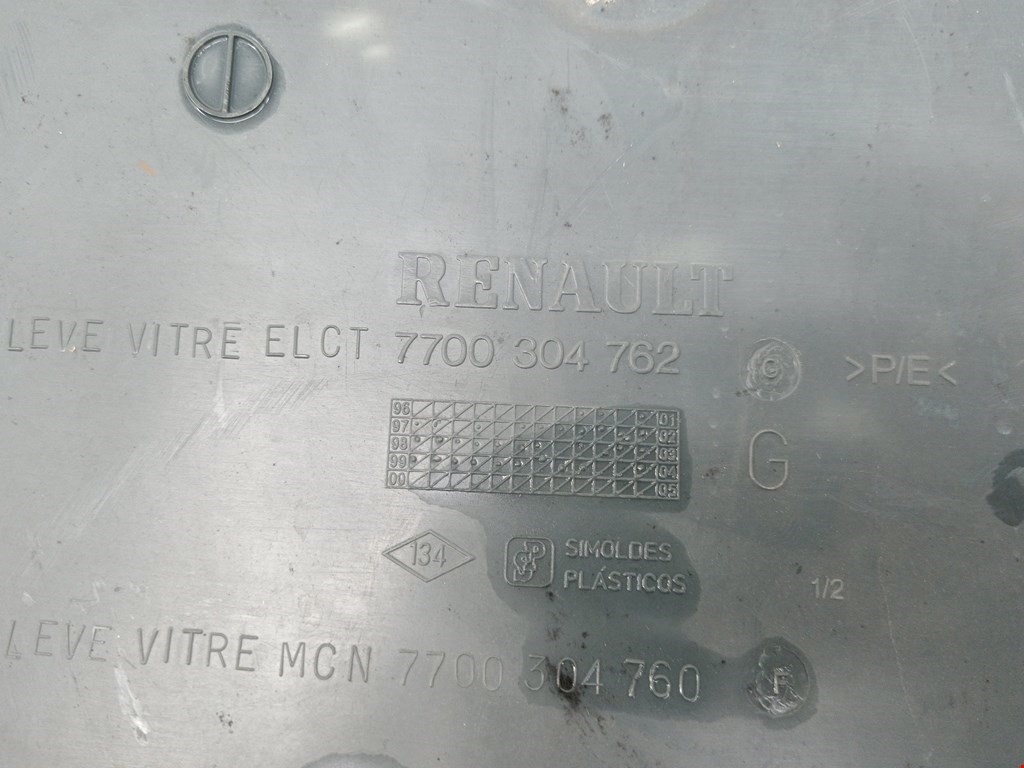 RENAULT
LEVE VITRE ELCT 7700 304 762 C >P/E<
96 01
97 02
98 03
99 04
00 05
G
134 SIMOLDES
PLÁSTICOS
1/2
LEVE VITRE MCN 7700 304 760 F